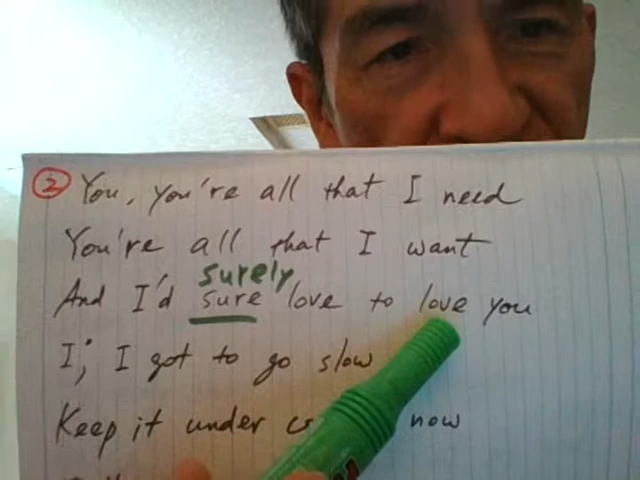 2 You, you're all that I need
You're all that I want
surely
And I'd sure love to love you
I; I got to go slow
Keep it under now